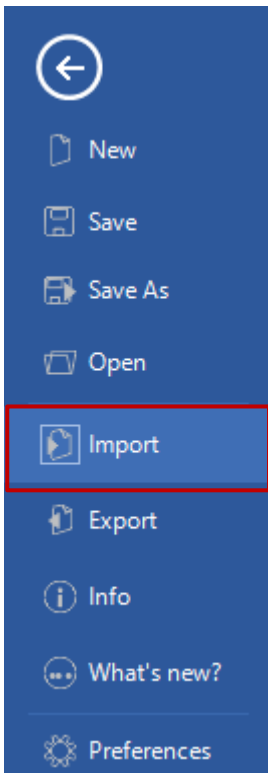 New
Save
Save As
Open
Import
Export
Info
What's new?
Preferences